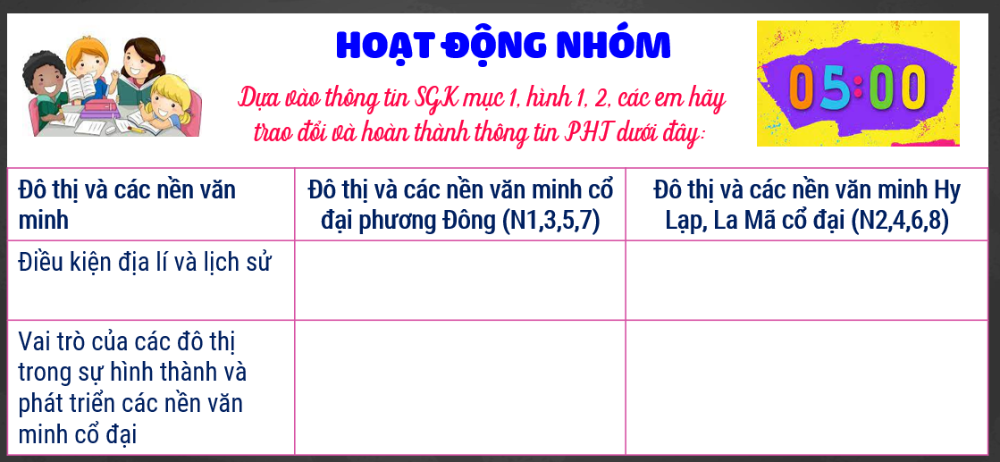 HOẠT ĐỘNG NHÓM
05:00
Dựa vào thông tin SGK mục 1, hình 1, 2, các em hãy
trao đổi và hoàn thành thông tin PHT dưới đây:
Đô thị và các nền văn
minh
Đô thị và các nền văn minh cổ
đại phương Đông (N1,3,5,7)
Đô thị và các nền văn minh Hy
Lạp, La Mã cổ đại (N2,4,6,8)
Điều kiện địa lí và lịch sử
Vai trò của các đô thị
trong sự hình thành và
phát triển các nền văn
minh cổ đại